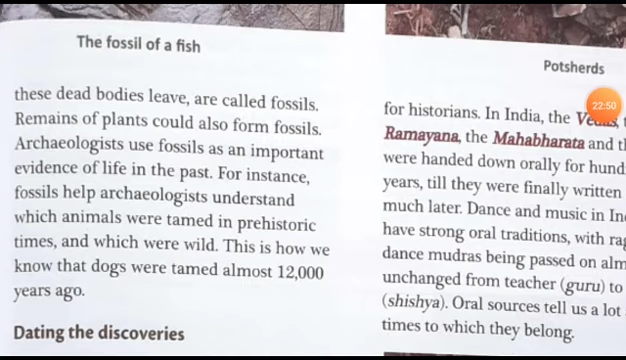 The fossil of a fish
these dead bodies leave, are called fossils.
Remains of plants could also form fossils.
Archaeologists use fossils as an important
evidence of life in the past. For instance,
fossils help archaeologists understand
which animals were tamed in prehistoric
times, and which were wild. This is how we
know that dogs were tamed almost 12,000
years ago.
Dating the discoveries
Potsherds
22:50
for historians. In India, the
Ramayana, the Mahabharata and
were handed down orally for
years, till they were finally written
much later. Dance and music in
have strong oral traditions, with
dance mudras being passed on
unchanged from teacher (guru) to
(shishya). Oral sources tell us a lot
times to which they belong.